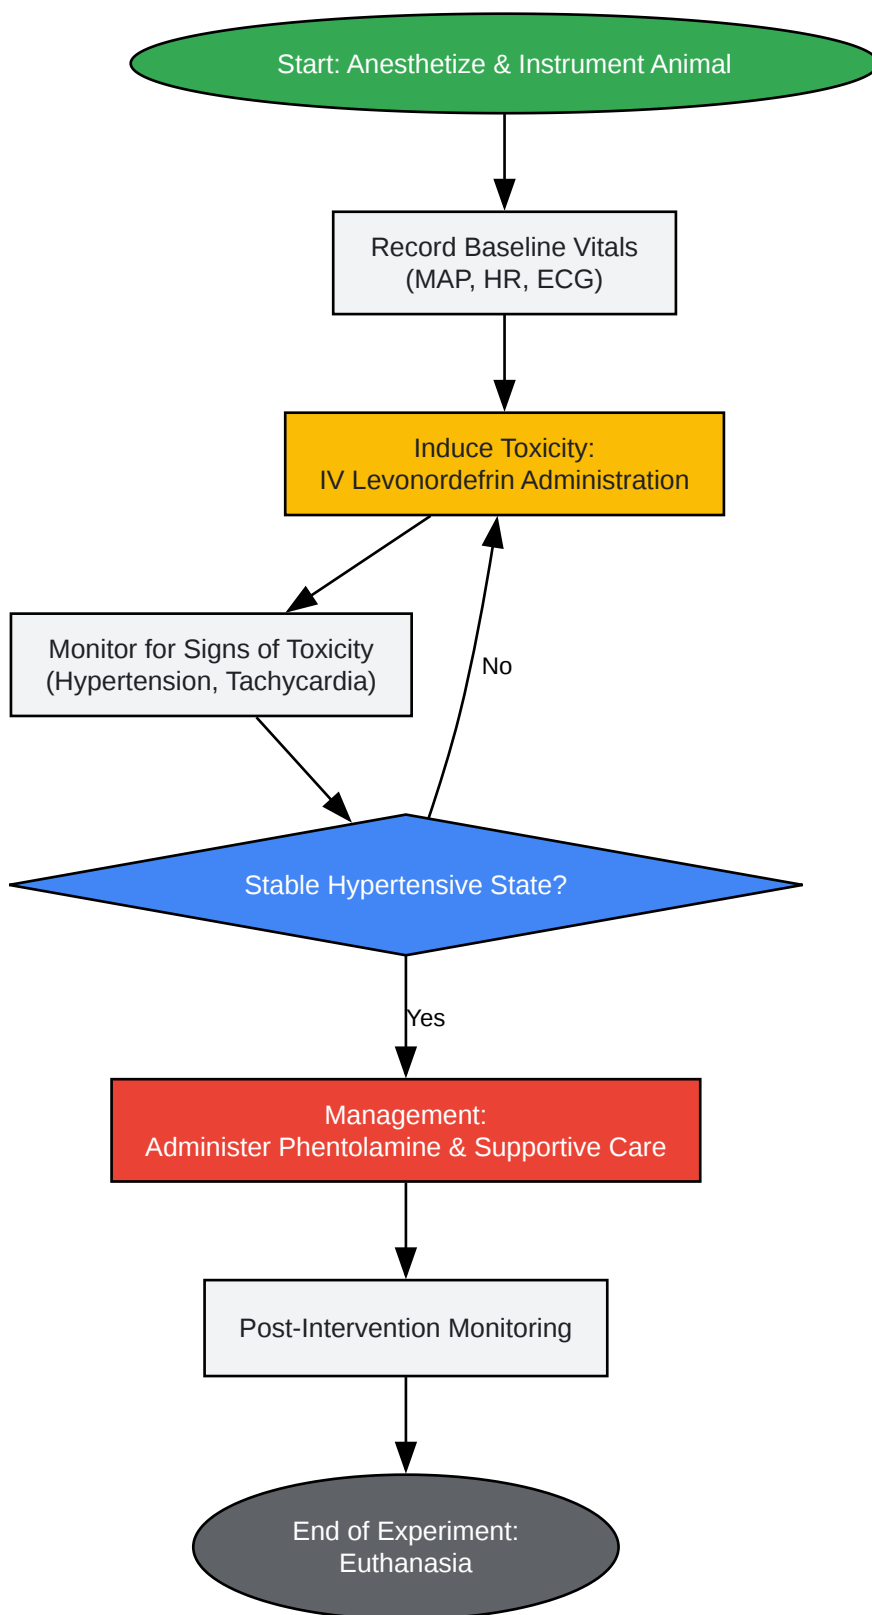 Start: Anesthetize & Instrument Animal
Record Baseline Vitals
(MAP, HR, ECG)
Induce Toxicity:
IV Levonordefrin Administration
Monitor for Signs of Toxicity
(Hypertension, Tachycardia)
No
Stable Hypertensive State?
Yes
Management:
Administer Phentolamine & Supportive Care
Post-Intervention Monitoring
End of Experiment:
Euthanasia